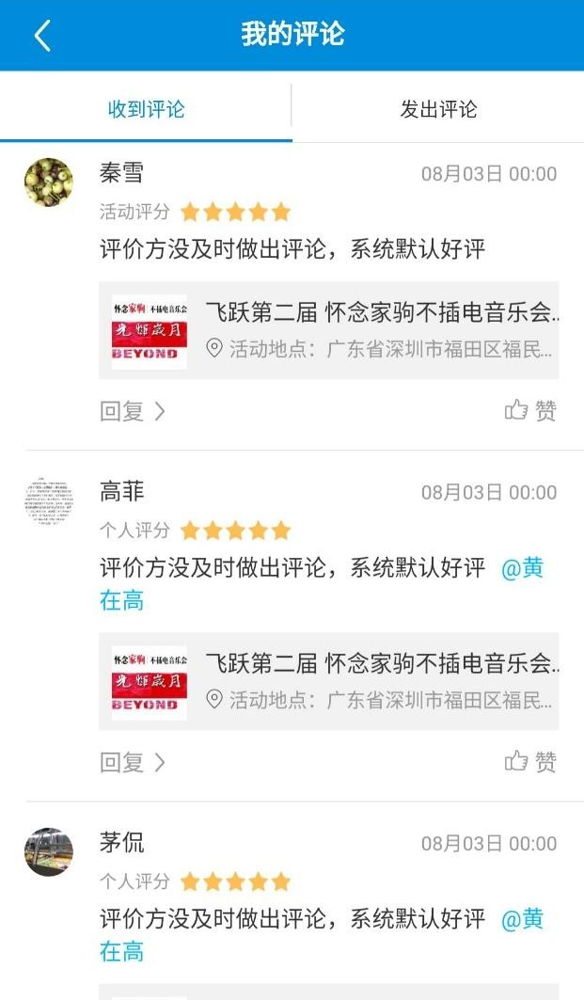 我的评论
收到评论
发出评论
秦雪
08月03日 00:00
活动评分
评价方没及时做出评论，系统默认好评
怀念家驹 不插电音乐会
光辉岁月
BEYOND
飞跃第二届 怀念家驹不插电音乐会..
活动地点：广东省深圳市福田区福民...
回复
赞
高菲
08月03日 00:00
个人评分
评价方没及时做出评论，系统默认好评 @黄
在高
怀念家驹 不插电音乐会
光辉岁月
BEYOND
飞跃第二届 怀念家驹不插电音乐会..
活动地点：广东省深圳市福田区福民...
回复
赞
茅侃
08月03日 00:00
个人评分
评价方没及时做出评论，系统默认好评 @黄
在高